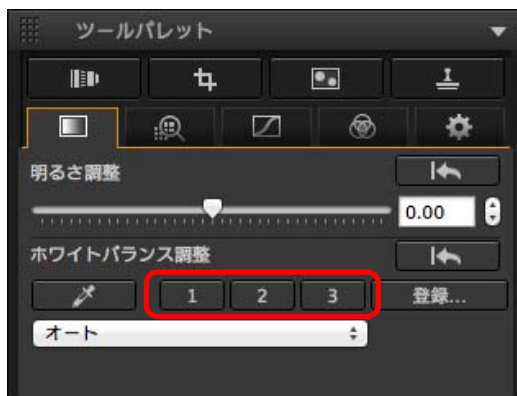 ツールパレット
明るさ調整
0.00
ホワイトバランス調整
1 2 3 登録...
オート